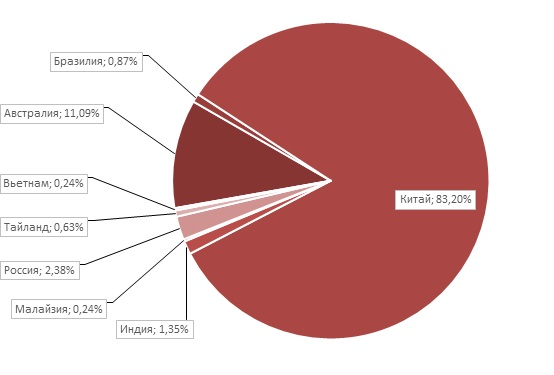 Бразилия; 0,87%
Австралия; 11,09%
Вьетнам; 0,24%
Китай; 83,20%
Тайланд; 0,63%
Россия; 2,38%
Малайзия; 0,24%
Индия; 1,35%